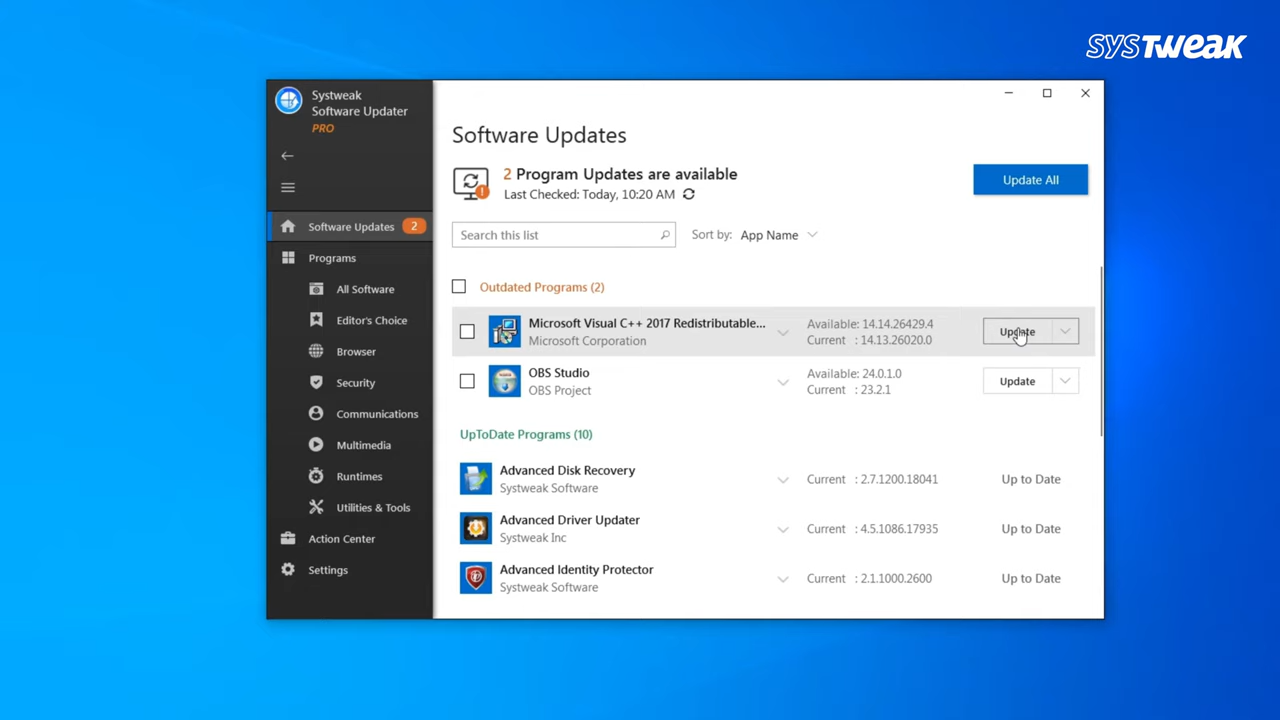 SYSTWEAK
Systweak
Software Updater
PRO
Software Updates 2
Programs
All Software
Editor's Choice
Browser
Security
Communications
Multimedia
Runtimes
Utilities & Tools
Action Center
Settings
Software Updates
2 Program Updates are available
Last Checked: Today, 10:20 AM
Update All
Search this list
Sort by: App Name
Outdated Programs (2)
Microsoft Visual C++ 2017 Redistributable...
Microsoft Corporation
Available: 14.14.26429.4
Current : 14.13.26020.0
Update
OBS Studio
OBS Project
Available: 24.0.1.0
Current : 23.2.1
Update
UpToDate Programs (10)
Advanced Disk Recovery
Systweak Software
Current : 2.7.1200.18041
Up to Date
Advanced Driver Updater
Systweak Inc
Current : 4.5.1086.17935
Up to Date
Advanced Identity Protector
Systweak Software
Current : 2.1.1000.2600
Up to Date